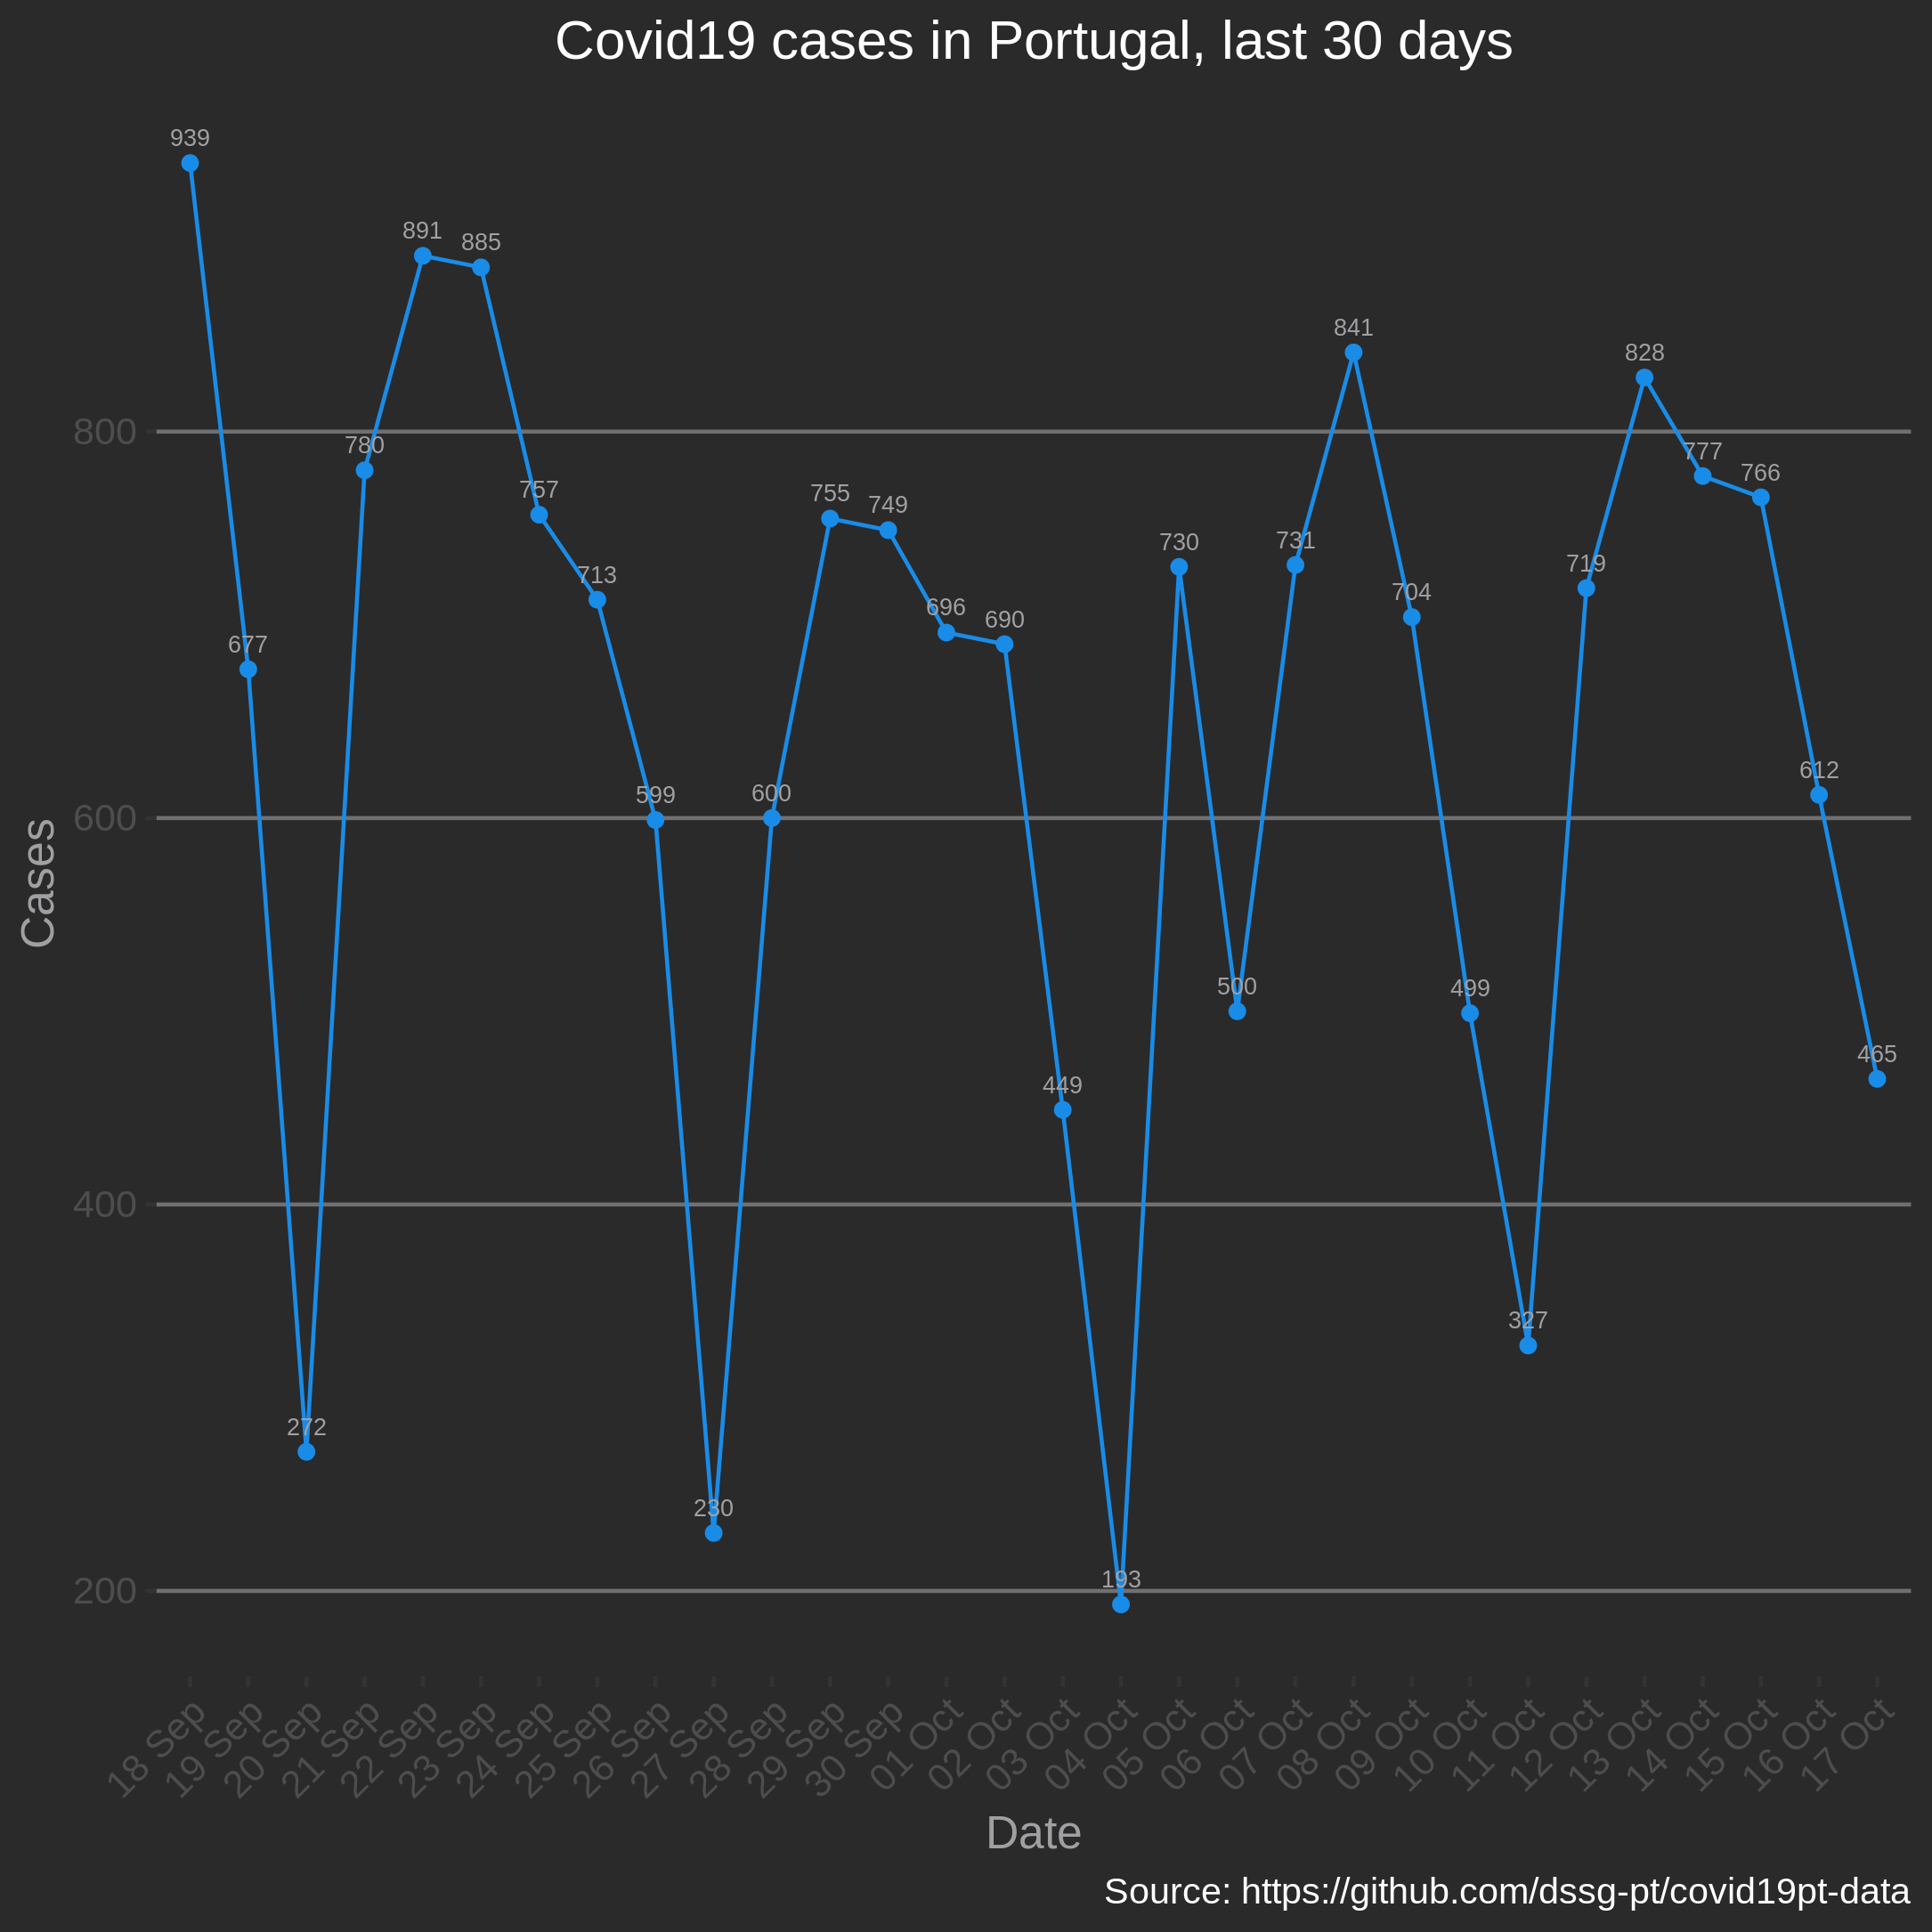 Covid19 cases in Portugal, last 30 days
939
677
272
780
891
885
757
713
599
230
600
755
749
696
690
449
193
730
500
731
841
704
499
327
719
828
777
766
612
465
800
600
400
200
Cases
18 Sep
19 Sep
20 Sep
21 Sep
22 Sep
23 Sep
24 Sep
25 Sep
26 Sep
27 Sep
28 Sep
29 Sep
30 Sep
01 Oct
02 Oct
03 Oct
04 Oct
05 Oct
06 Oct
07 Oct
08 Oct
09 Oct
10 Oct
11 Oct
12 Oct
13 Oct
14 Oct
15 Oct
16 Oct
17 Oct
Date
Source: https://github.com/dssg-pt/covid19pt-data